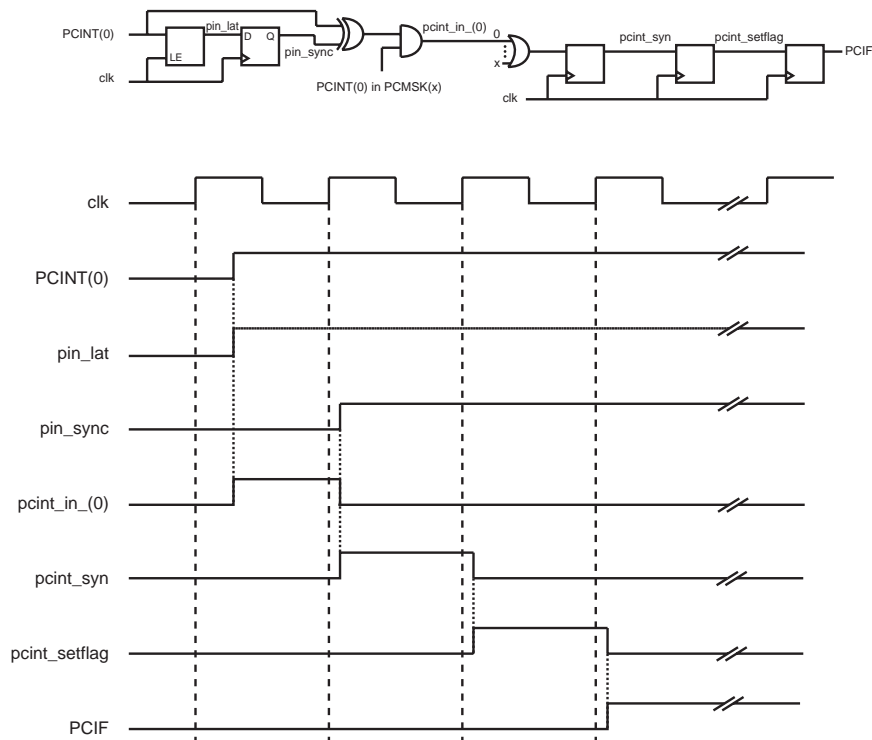 PCINT(0)
pin_lat
D
Q
LE
pin_sync
clk
PCINT(0) in PCMSK(x)
pcint_in_(0)
0
x
pcint_syn
pcint_setflag
PCIF
clk
clk
PCINT(0)
pin_lat
pin_sync
pcint_in_(0)
pcint_syn
pcint_setflag
PCIF